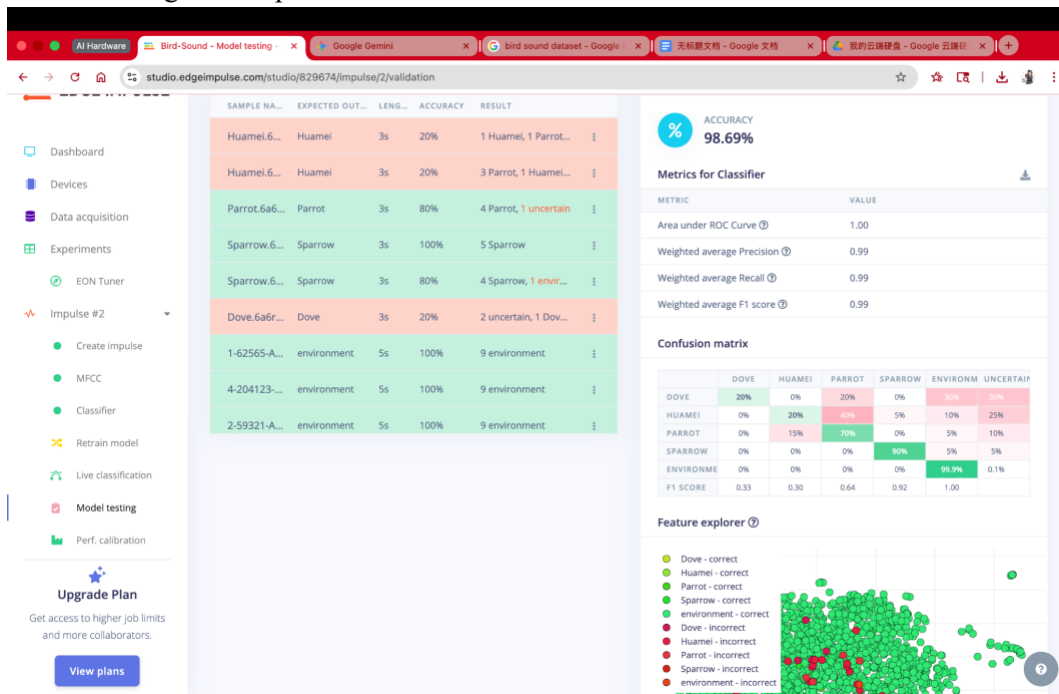 AI Hardware
Bird-Sound - Model testing -
Google Gemini
bird sound dataset - Google
无标题文档 - Google 文档
我的云端硬盘 - Google 云端硬
studio.edgeimpulse.com/studio/829674/impulse/2/validation
EDGE IMPULSE
Dashboard
Devices
Data acquisition
Experiments
EON Tuner
Impulse #2
Create impulse
MFCC
Classifier
Retrain model
Live classification
Model testing
Perf. calibration
Upgrade Plan
Get access to higher job limits
and more collaborators.
View plans
SAMPLE NA... EXPECTED OUT... LENG... ACCURACY RESULT
Huamei.6... Huamei 3s 20% 1 Huamei, 1 Parrot...
Huamei.6... Huamei 3s 20% 3 Parrot, 1 Huamei...
Parrot.6a6... Parrot 3s 80% 4 Parrot, 1 uncertain
Sparrow.6... Sparrow 3s 100% 5 Sparrow
Sparrow.6... Sparrow 3s 80% 4 Sparrow, 1 envir...
Dove.6a6r... Dove 3s 20% 2 uncertain, 1 Dov...
1-62565-A... environment 5s 100% 9 environment
4-204123-... environment 5s 100% 9 environment
2-59321-A... environment 5s 100% 9 environment
%
ACCURACY
98.69%
Metrics for Classifier
METRIC VALUE
Area under ROC Curve 1.00
Weighted average Precision 0.99
Weighted average Recall 0.99
Weighted average F1 score 0.99
Confusion matrix
DOVE HUAMEI PARROT SPARROW ENVIRONM UNCERTAIN
DOVE 20% 0% 20% 0% 30% 30%
HUAMEI 0% 20% 40% 5% 10% 25%
PARROT 0% 15% 70% 0% 5% 10%
SPARROW 0% 0% 0% 90% 5% 5%
ENVIRONME 0% 0% 0% 0% 99.9% 0.1%
F1 SCORE 0.33 0.30 0.64 0.92 1.00
Feature explorer
Dove - correct
Huamei - correct
Parrot - correct
Sparrow - correct
environment - correct
Dove - incorrect
Huamei - incorrect
Parrot - incorrect
Sparrow - incorrect
environment - incorrect